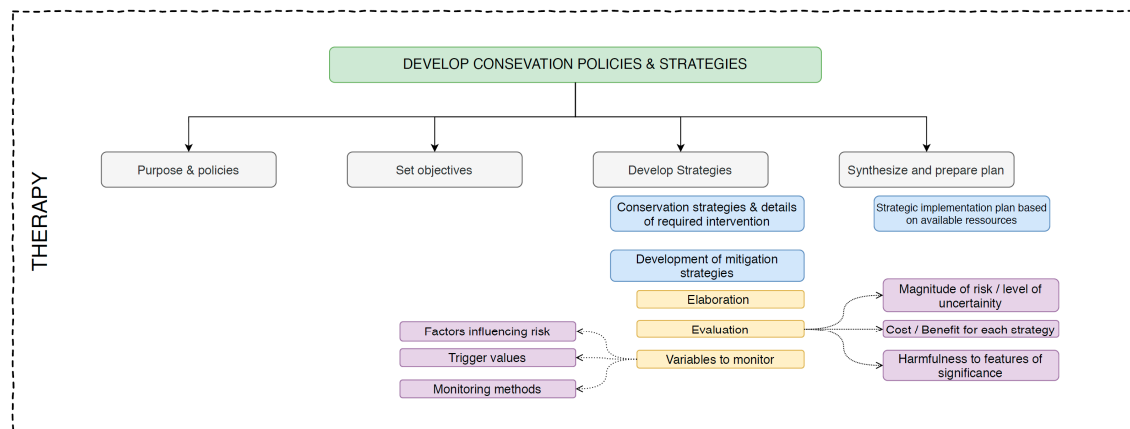 DEVELOP CONSEVATION POLICIES & STRATEGIES
THERAPY
Purpose & policies
Set objectives
Develop Strategies
Synthesize and prepare plan
Conservation strategies & details
of required intervention
Strategic implementation plan based
on available ressources
Development of mitigation
strategies
Elaboration
Magnitude of risk / level of
uncertainity
Factors influencing risk
Evaluation
Cost / Benefit for each strategy
Trigger values
Variables to monitor
Harmfulness to features of
significance
Monitoring methods